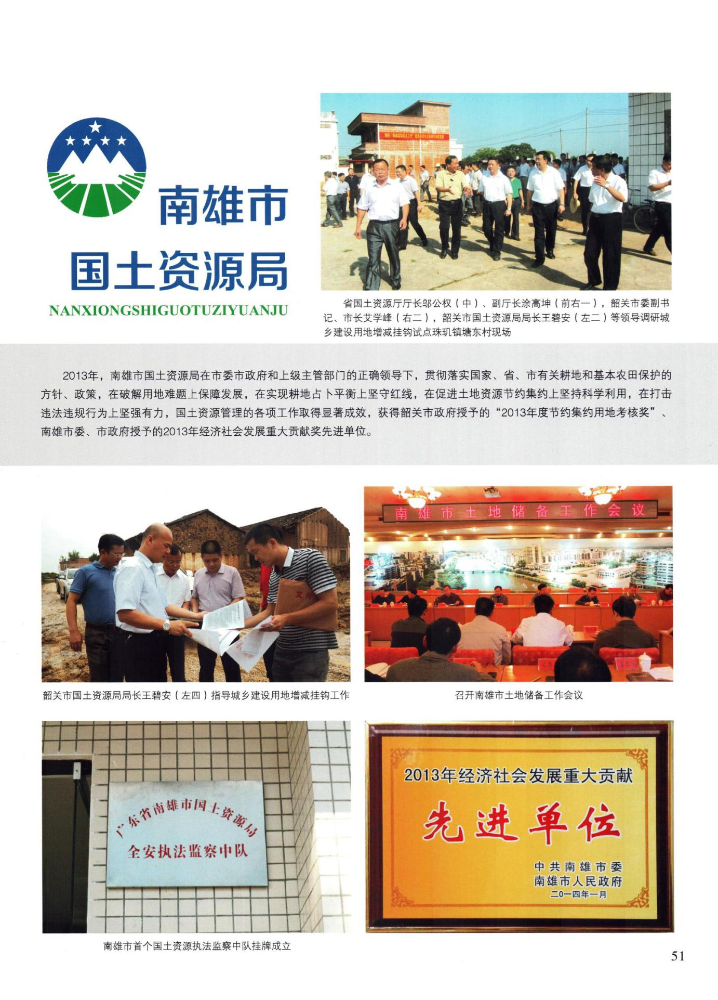 南雄市
国土资源局
NANXIONGSHIGUOTUZIYUANJU
省国土资源厅厅长邬公权（中）、副厅长涂高坤（前右一），韶关市委副书
记、市长艾学峰（右二），韶关市国土资源局局长王碧安（左二）等领导调研城
乡建设用地增减挂钩试点珠玑镇塘东村现场
2013年，南雄市国土资源局在市委市政府和上级主管部门的正确领导下，贯彻落实国家、省、市有关耕地和基本农田保护的
方针、政策，在破解用地难题上保障发展，在实现耕地占卜平衡上坚守红线，在促进土地资源节约集约上坚持科学利用，在打击
违法违规行为上坚强有力，国土资源管理的各项工作取得显著成效，获得韶关市政府授予的“2013年度节约集约用地考核奖”、
南雄市委、市政府授予的2013年经济社会发展重大贡献奖先进单位。
文件
韶关市国土资源局局长王碧安（左四）指导城乡建设用地增减挂钩工作
南雄市土地储备工作会议
召开南雄市土地储备工作会议
广东省南雄市国土资源局
全安执法监察中队
南雄市首个国土资源执法监察中队挂牌成立
2013年经济社会发展重大贡献
先进单位
中共南雄市委
南雄市人民政府
二0一四年一月
51